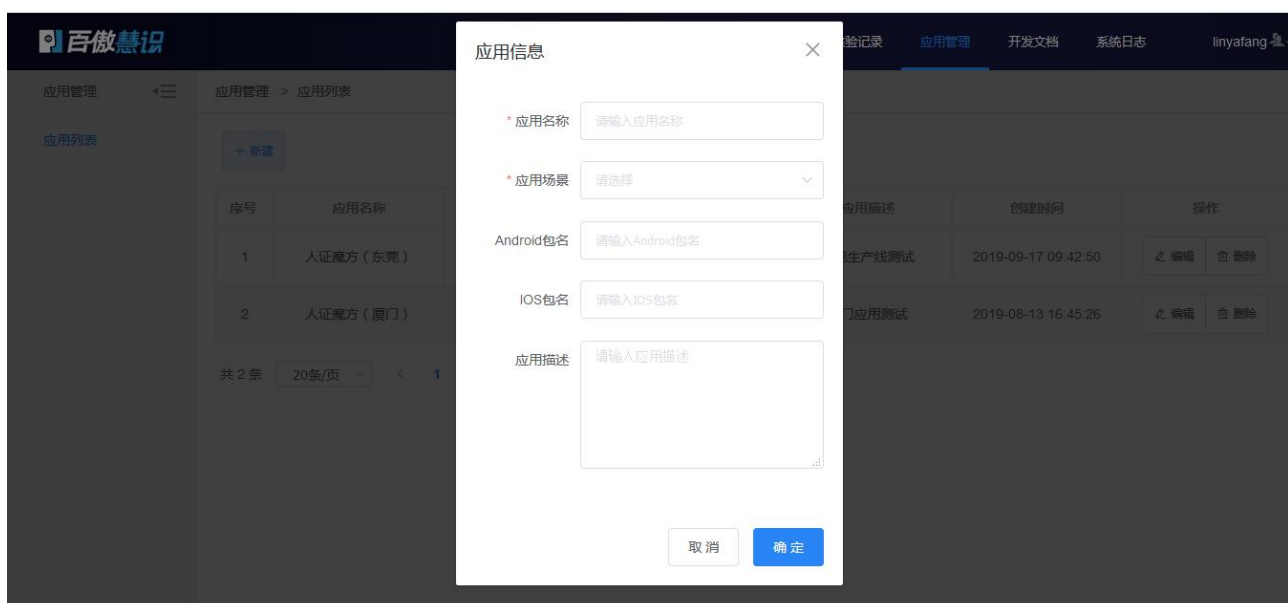 百傲慧识
验记录 应用管理 开发文档 系统日志 linyafang
应用管理
应用管理 > 应用列表
应用列表
+ 新建
序号 应用名称 应用描述 创建时间 操作
1 人证魔方（东莞） 生产线测试 2019-09-17 09:42:50 编辑 删除
2 人证魔方（厦门） 门应用测试 2019-08-13 16:45:26 编辑 删除
共 2 条 20条/页 < 1
应用信息
* 应用名称 请输入应用名称
* 应用场景 请选择
Android包名 请输入Android包名
IOS包名 请输入IOS包名
应用描述 请输入应用描述
取消 确定